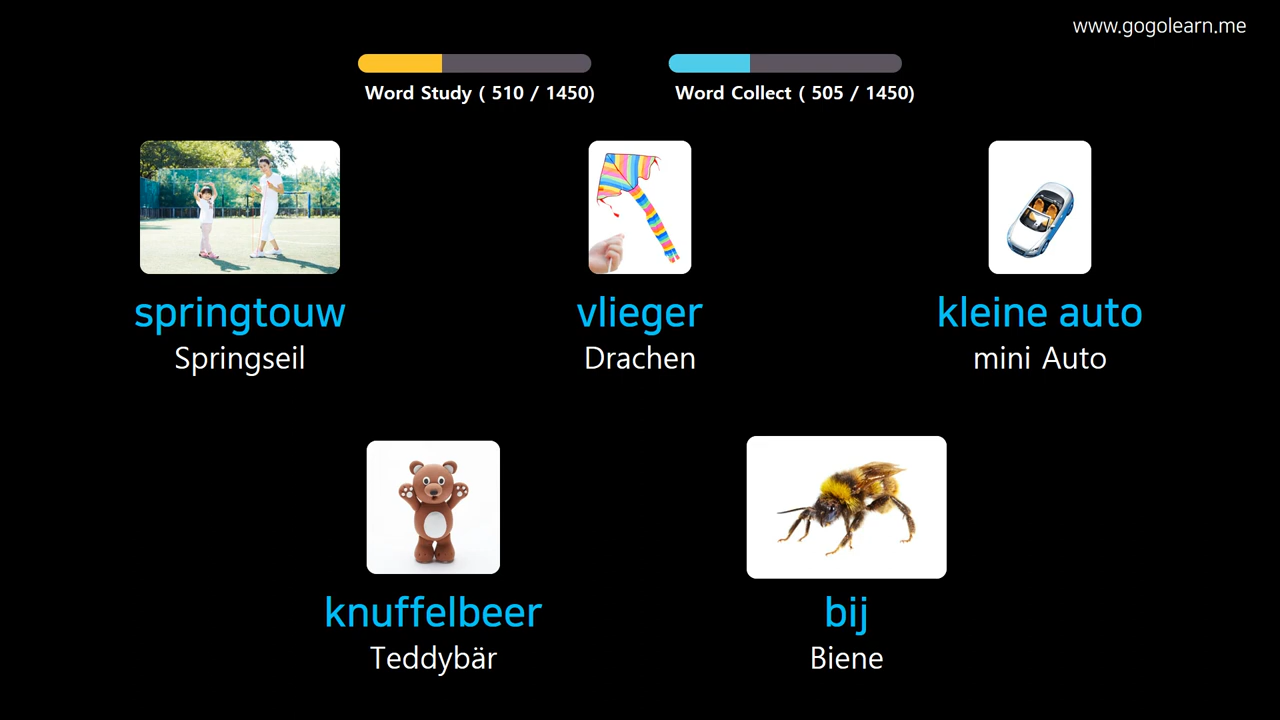 www.gogolearn.me
Word Study ( 510 / 1450)
Word Collect ( 505 / 1450)
springtouw
Springseil
vlieger
Drachen
kleine auto
mini Auto
knuffelbeer
Teddybär
bij
Biene